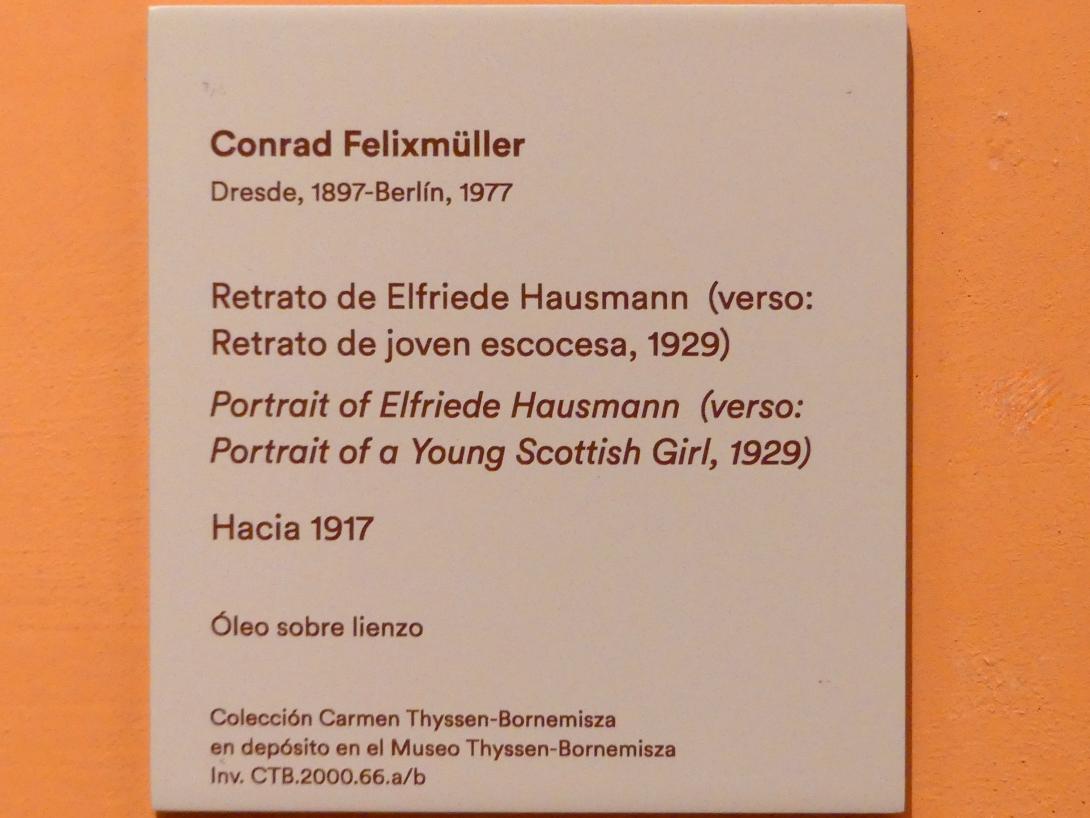 Conrad Felixmüller
Dresde, 1897-Berlín, 1977
Retrato de Elfriede Hausmann (verso:
Retrato de joven escocesa, 1929)
Portrait of Elfriede Hausmann (verso:
Portrait of a Young Scottish Girl, 1929)
Hacia 1917
Óleo sobre lienzo
Colección Carmen Thyssen-Bornemisza
en depósito en el Museo Thyssen-Bornemisza
Inv. CTB.2000.66.a/b